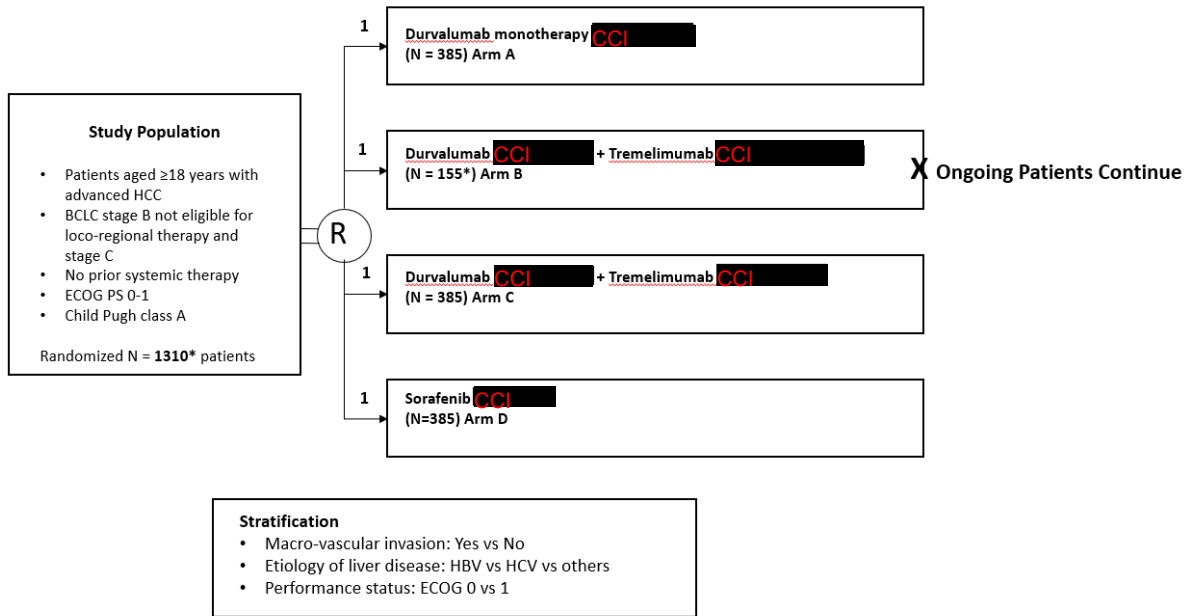 Study Population
• Patients aged ≥18 years with
advanced HCC
• BCLC stage B not eligible for
loco-regional therapy and
stage C
• No prior systemic therapy
• ECOG PS 0-1
• Child Pugh class A
Randomized N = 1310* patients
R
1
Durvalumab monotherapy CCI
(N = 385) Arm A
1
Durvalumab CCI + Tremelimumab CCI
(N = 155*) Arm B
X Ongoing Patients Continue
1
Durvalumab CCI + Tremelimumab CCI
(N = 385) Arm C
1
Sorafenib CCI
(N=385) Arm D
Stratification
• Macro-vascular invasion: Yes vs No
• Etiology of liver disease: HBV vs HCV vs others
• Performance status: ECOG 0 vs 1